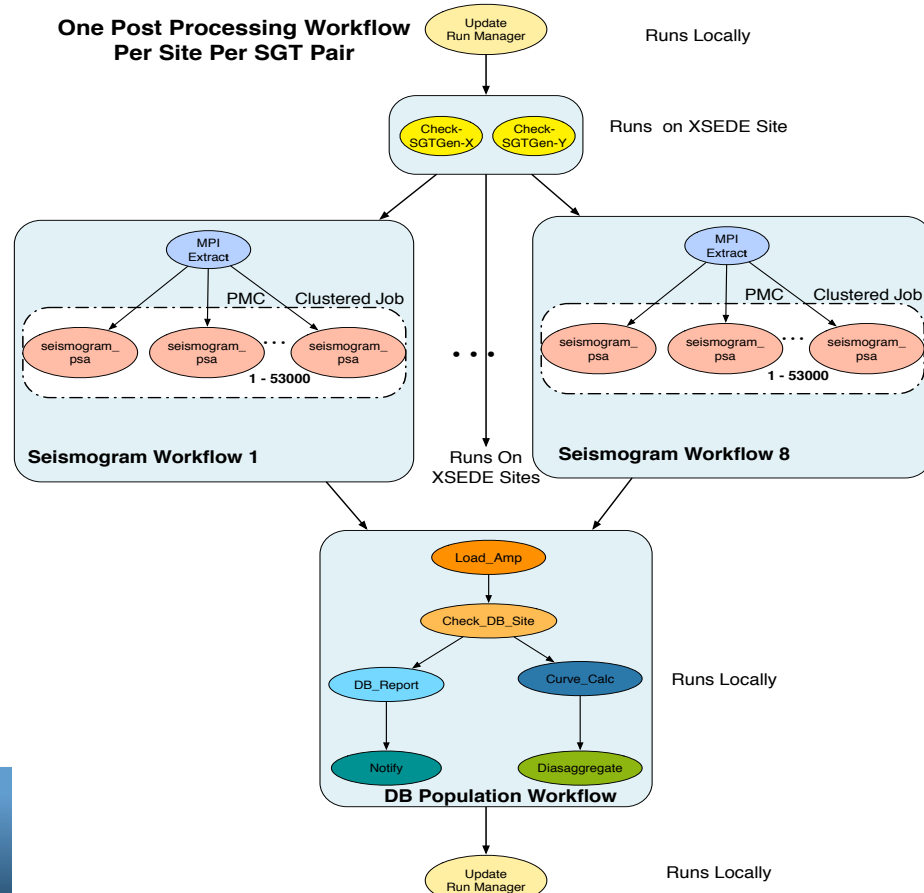 One Post Processing Workflow
Per Site Per SGT Pair
Update
Run Manager
Runs Locally
Check-
SGTGen-X
Check-
SGTGen-Y
Runs on XSEDE Site
MPI
Extract
PMC Clustered Job
seismogram_
psa
seismogram_
psa
...
seismogram_
psa
1 - 53000
Seismogram Workflow 1
...
Runs On
XSEDE Sites
MPI
Extract
PMC Clustered Job
seismogram_
psa
seismogram_
psa
...
seismogram_
psa
1 - 53000
Seismogram Workflow 8
Load_Amp
Check_DB_Site
DB_Report
Curve_Calc
Runs Locally
Notify
Diasaggregate
DB Population Workflow
Update
Run Manager
Runs Locally